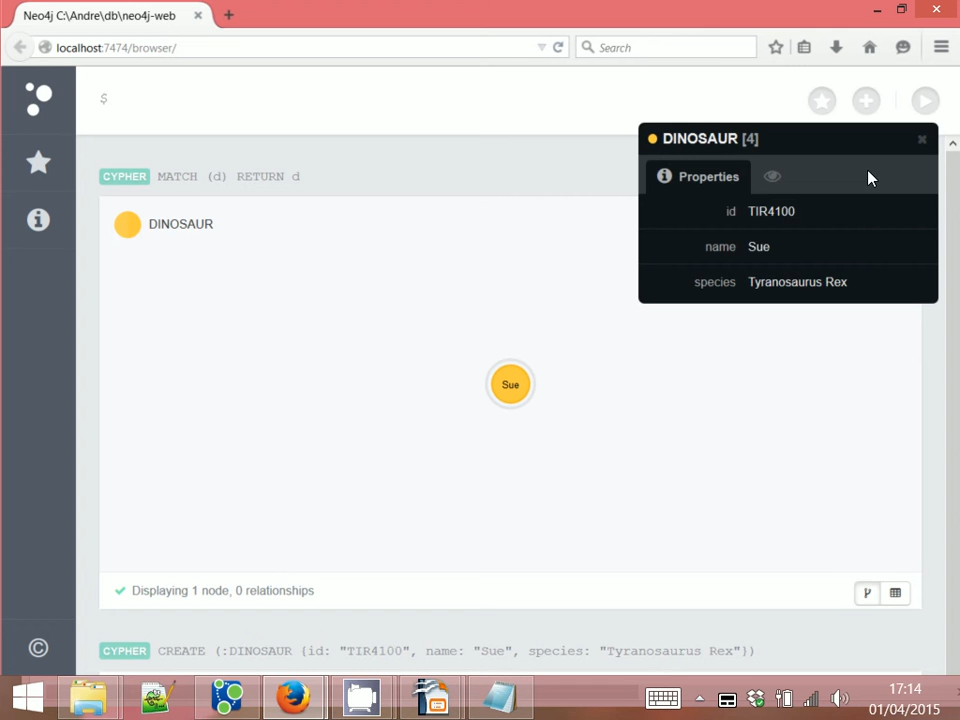 Neo4j C:\Andre\db\neo4j-web
localhost:7474/browser/
Search
$
DINOSAUR [4]
Properties
id TIR4100
name Sue
species Tyranosaurus Rex
CYPHER MATCH (d) RETURN d
DINOSAUR
Sue
Displaying 1 node, 0 relationships
CYPHER CREATE (:DINOSAUR {id: "TIR4100", name: "Sue", species: "Tyranosaurus Rex"})
17:14
01/04/2015